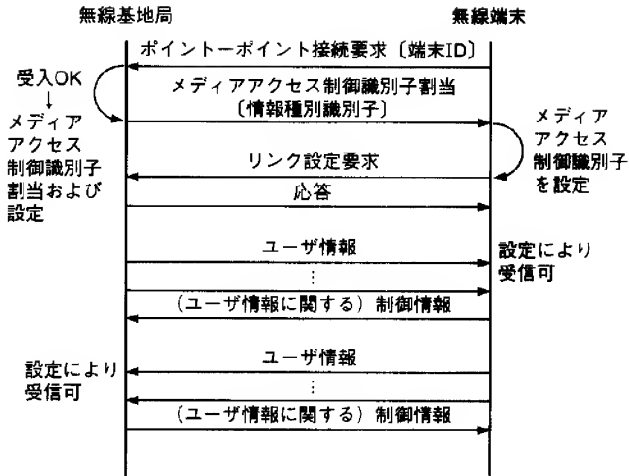 無線基地局
無線端末
ポイントーポイント接続要求〔端末ID〕
受入OK
↓
メディア
アクセス
制御識別子
割当および
設定
メディアアクセス制御識別子割当
〔情報種別識別子〕
メディア
アクセス
制御識別子
を設定
リンク設定要求
応答
ユーザ情報
⋮
設定により
受信可
(ユーザ情報に関する) 制御情報
ユーザ情報
設定により
受信可
⋮
(ユーザ情報に関する) 制御情報